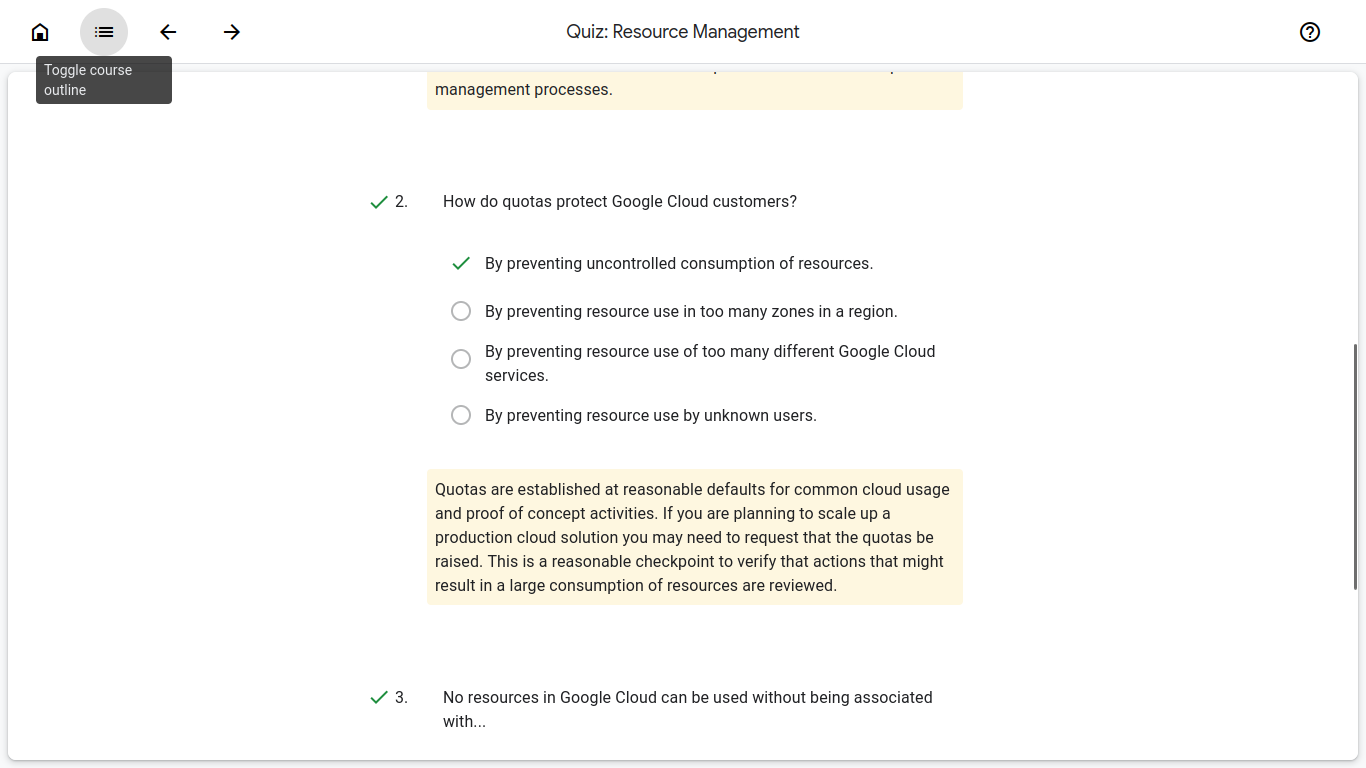 Quiz: Resource Management
Toggle course
outline
management processes.
2.
How do quotas protect Google Cloud customers?
By preventing uncontrolled consumption of resources.
By preventing resource use in too many zones in a region.
By preventing resource use of too many different Google Cloud
services.
By preventing resource use by unknown users.
Quotas are established at reasonable defaults for common cloud usage
and proof of concept activities. If you are planning to scale up a
production cloud solution you may need to request that the quotas be
raised. This is a reasonable checkpoint to verify that actions that might
result in a large consumption of resources are reviewed.
3.
No resources in Google Cloud can be used without being associated
with...